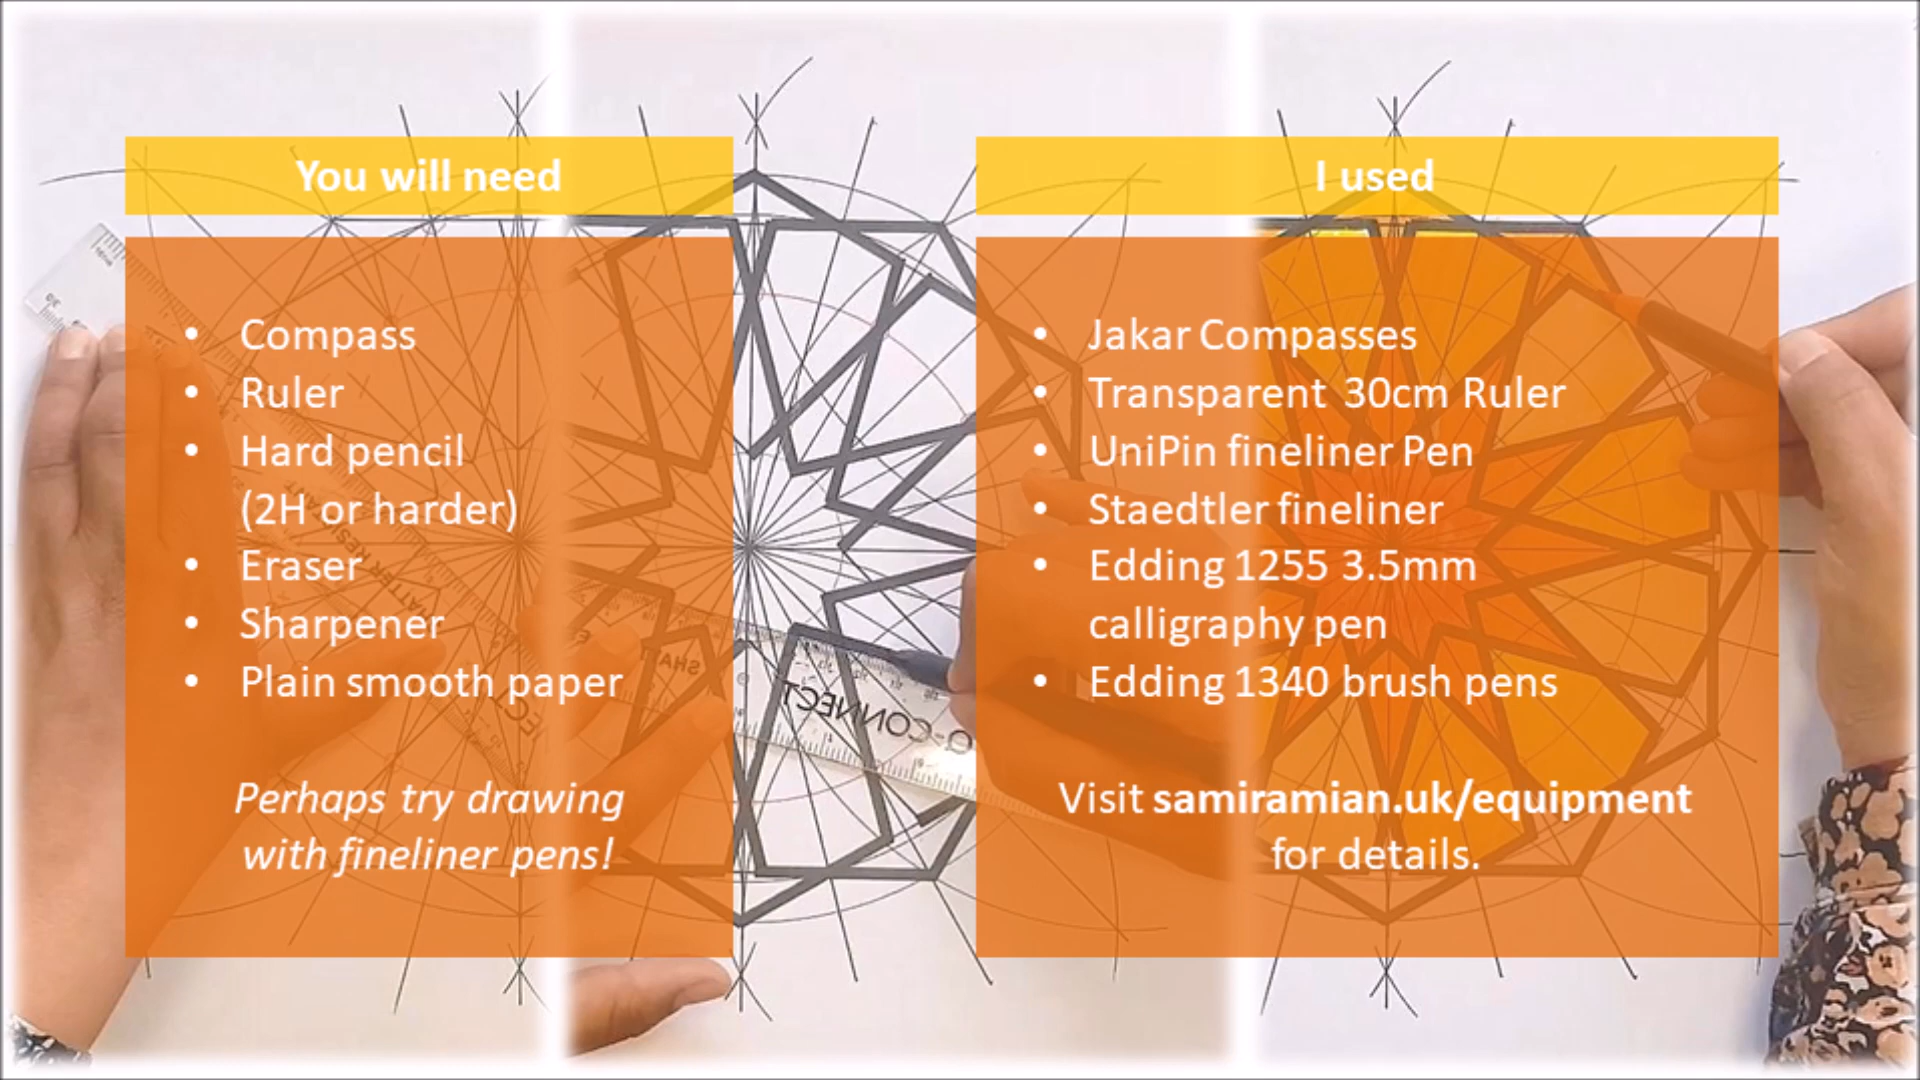 You will need
• Compass
• Ruler
• Hard pencil
(2H or harder)
• Eraser
• Sharpener
• Plain smooth paper
Perhaps try drawing
with fineliner pens!
I used
• Jakar Compasses
• Transparent 30cm Ruler
• UniPin fineliner Pen
• Staedtler fineliner
• Edding 1255 3.5mm
calligraphy pen
• Edding 1340 brush pens
Visit samiramian.uk/equipment
for details.
Q-CONNECT